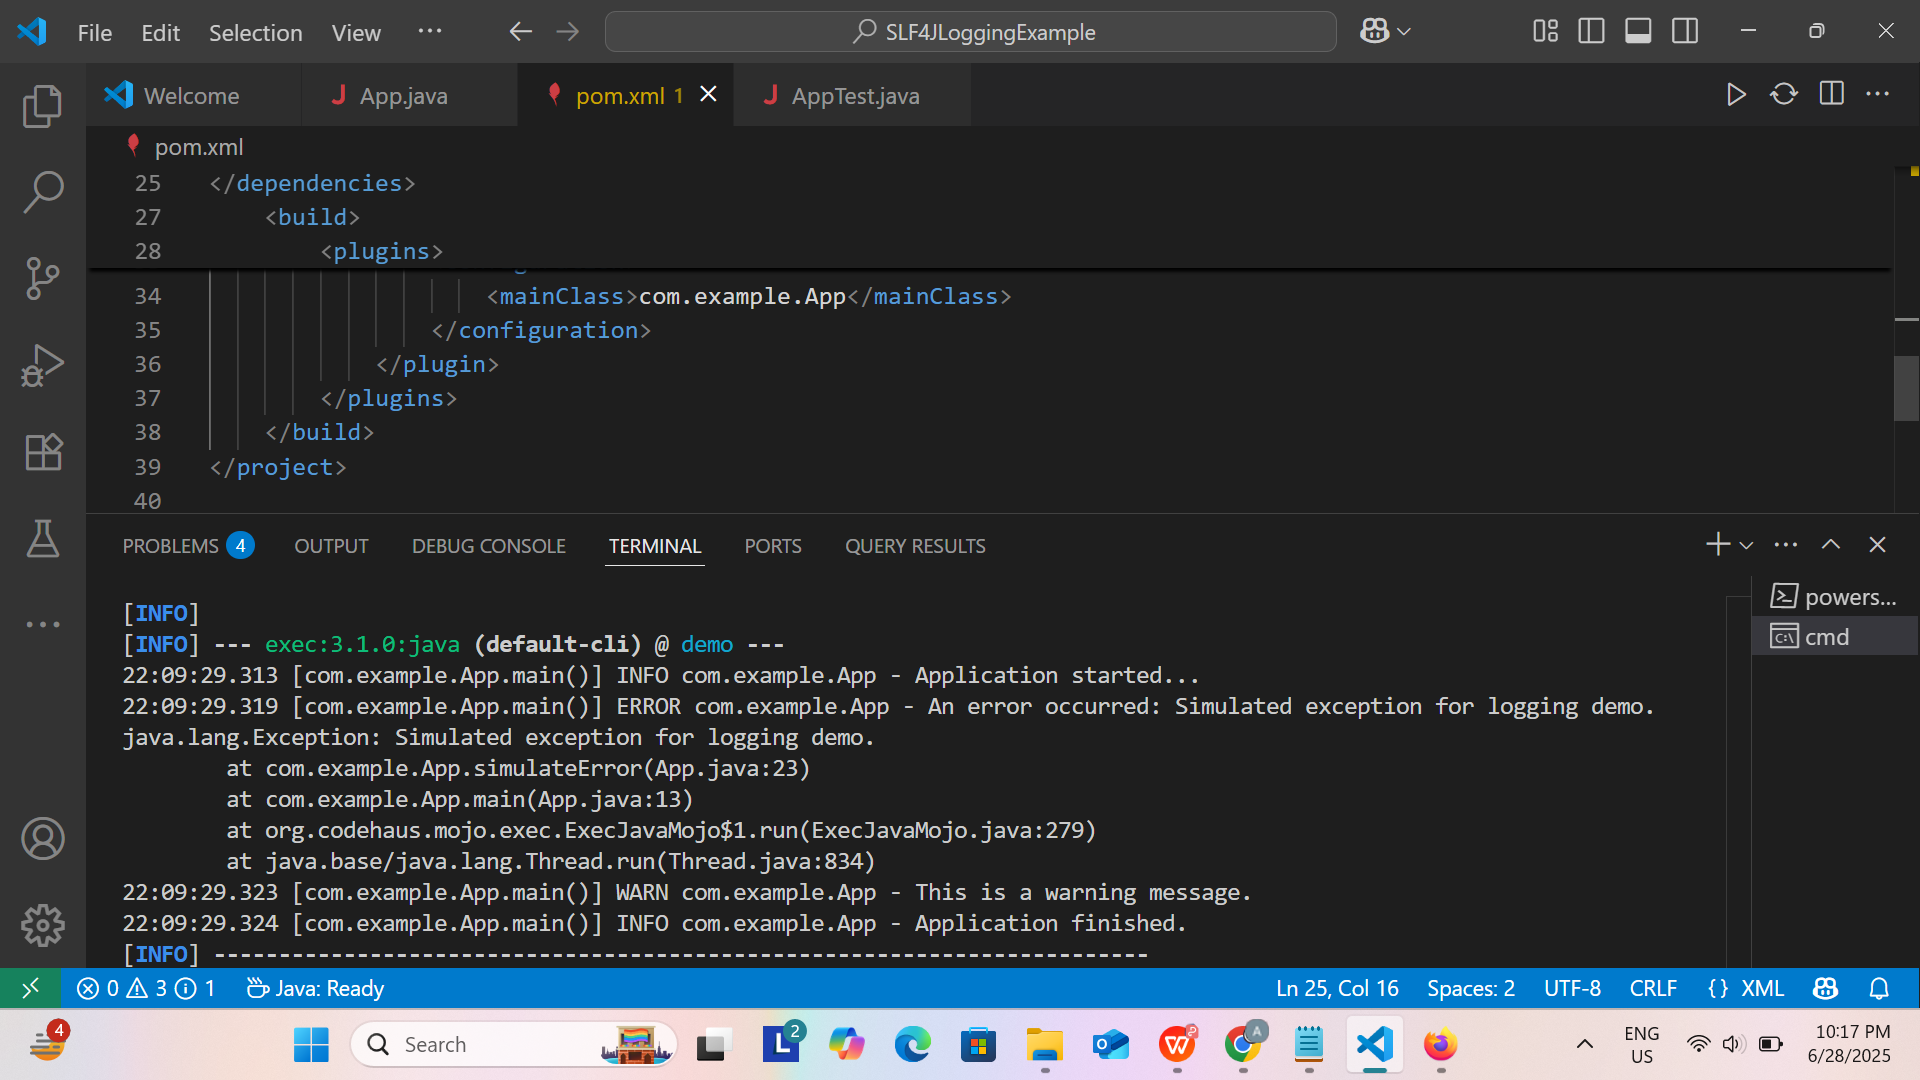 File Edit Selection View ···
SLF4JLoggingExample
Welcome
App.java
pom.xml 1
AppTest.java
pom.xml
25 </dependencies>
27 <build>
28 <plugins>
34 <mainClass>com.example.App</mainClass>
35 </configuration>
36 </plugin>
37 </plugins>
38 </build>
39 </project>
40
PROBLEMS 4 OUTPUT DEBUG CONSOLE TERMINAL PORTS QUERY RESULTS
[INFO]
[INFO] --- exec:3.1.0:java (default-cli) @ demo ---
22:09:29.313 [com.example.App.main()] INFO com.example.App - Application started...
22:09:29.319 [com.example.App.main()] ERROR com.example.App - An error occurred: Simulated exception for logging demo.
java.lang.Exception: Simulated exception for logging demo.
at com.example.App.simulateError(App.java:23)
at com.example.App.main(App.java:13)
at org.codehaus.mojo.exec.ExecJavaMojo$1.run(ExecJavaMojo.java:279)
at java.base/java.lang.Thread.run(Thread.java:834)
22:09:29.323 [com.example.App.main()] WARN com.example.App - This is a warning message.
22:09:29.324 [com.example.App.main()] INFO com.example.App - Application finished.
[INFO] ------------------------------------------------------------------------
powers...
cmd
0 3 1 Java: Ready
Ln 25, Col 16 Spaces: 2 UTF-8 CRLF {} XML
4
Search
2
ENG
US
10:17 PM
6/28/2025